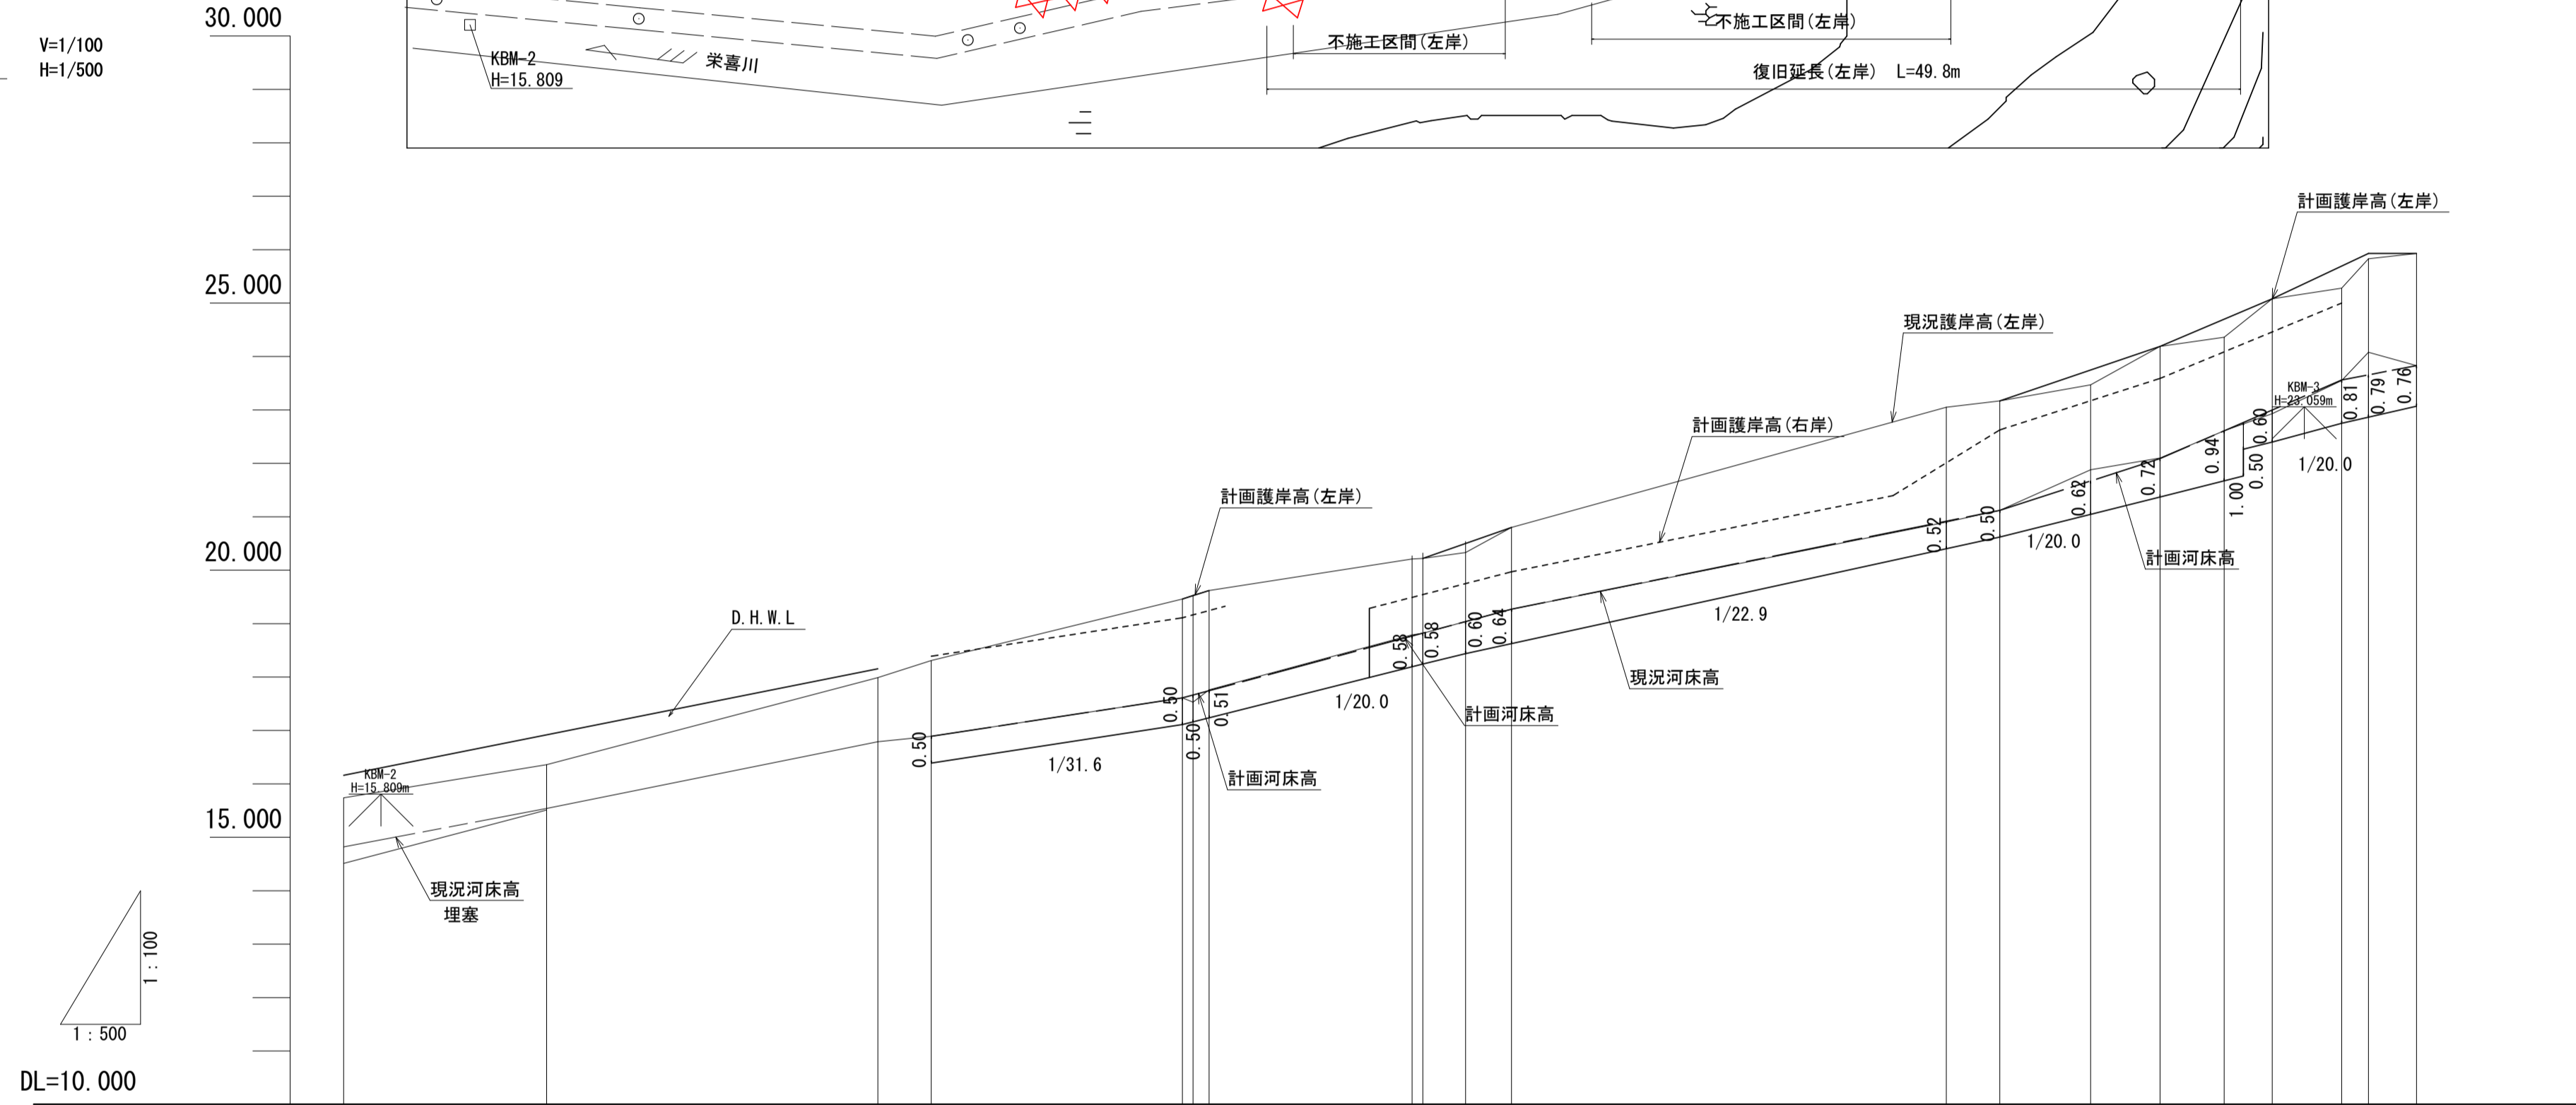 30.000
V=1/100
H=1/500
KBM-2
H=15.809
栄喜川
不施工区間(左岸)
不施工区間(左岸)
復旧延長(左岸) L=49.8m
計画護岸高(左岸)
25.000
現況護岸高(左岸)
計画護岸高(右岸)
KBM-3
H=23.059m
0.81
0.79
0.76
0.60
0.50
1.00
0.94
0.72
0.62
1/20.0
計画護岸高(左岸)
20.000
0.52
0.50
1/20.0
計画河床高
D.H.W.L
1/22.9
0.58
0.58
0.60
0.64
現況河床高
0.50
0.50
0.51
1/20.0
計画河床高
0.50
1/31.6
計画河床高
KBM-2
H=15.809m
15.000
現況河床高
埋塞
1:100
1:500
DL=10.000